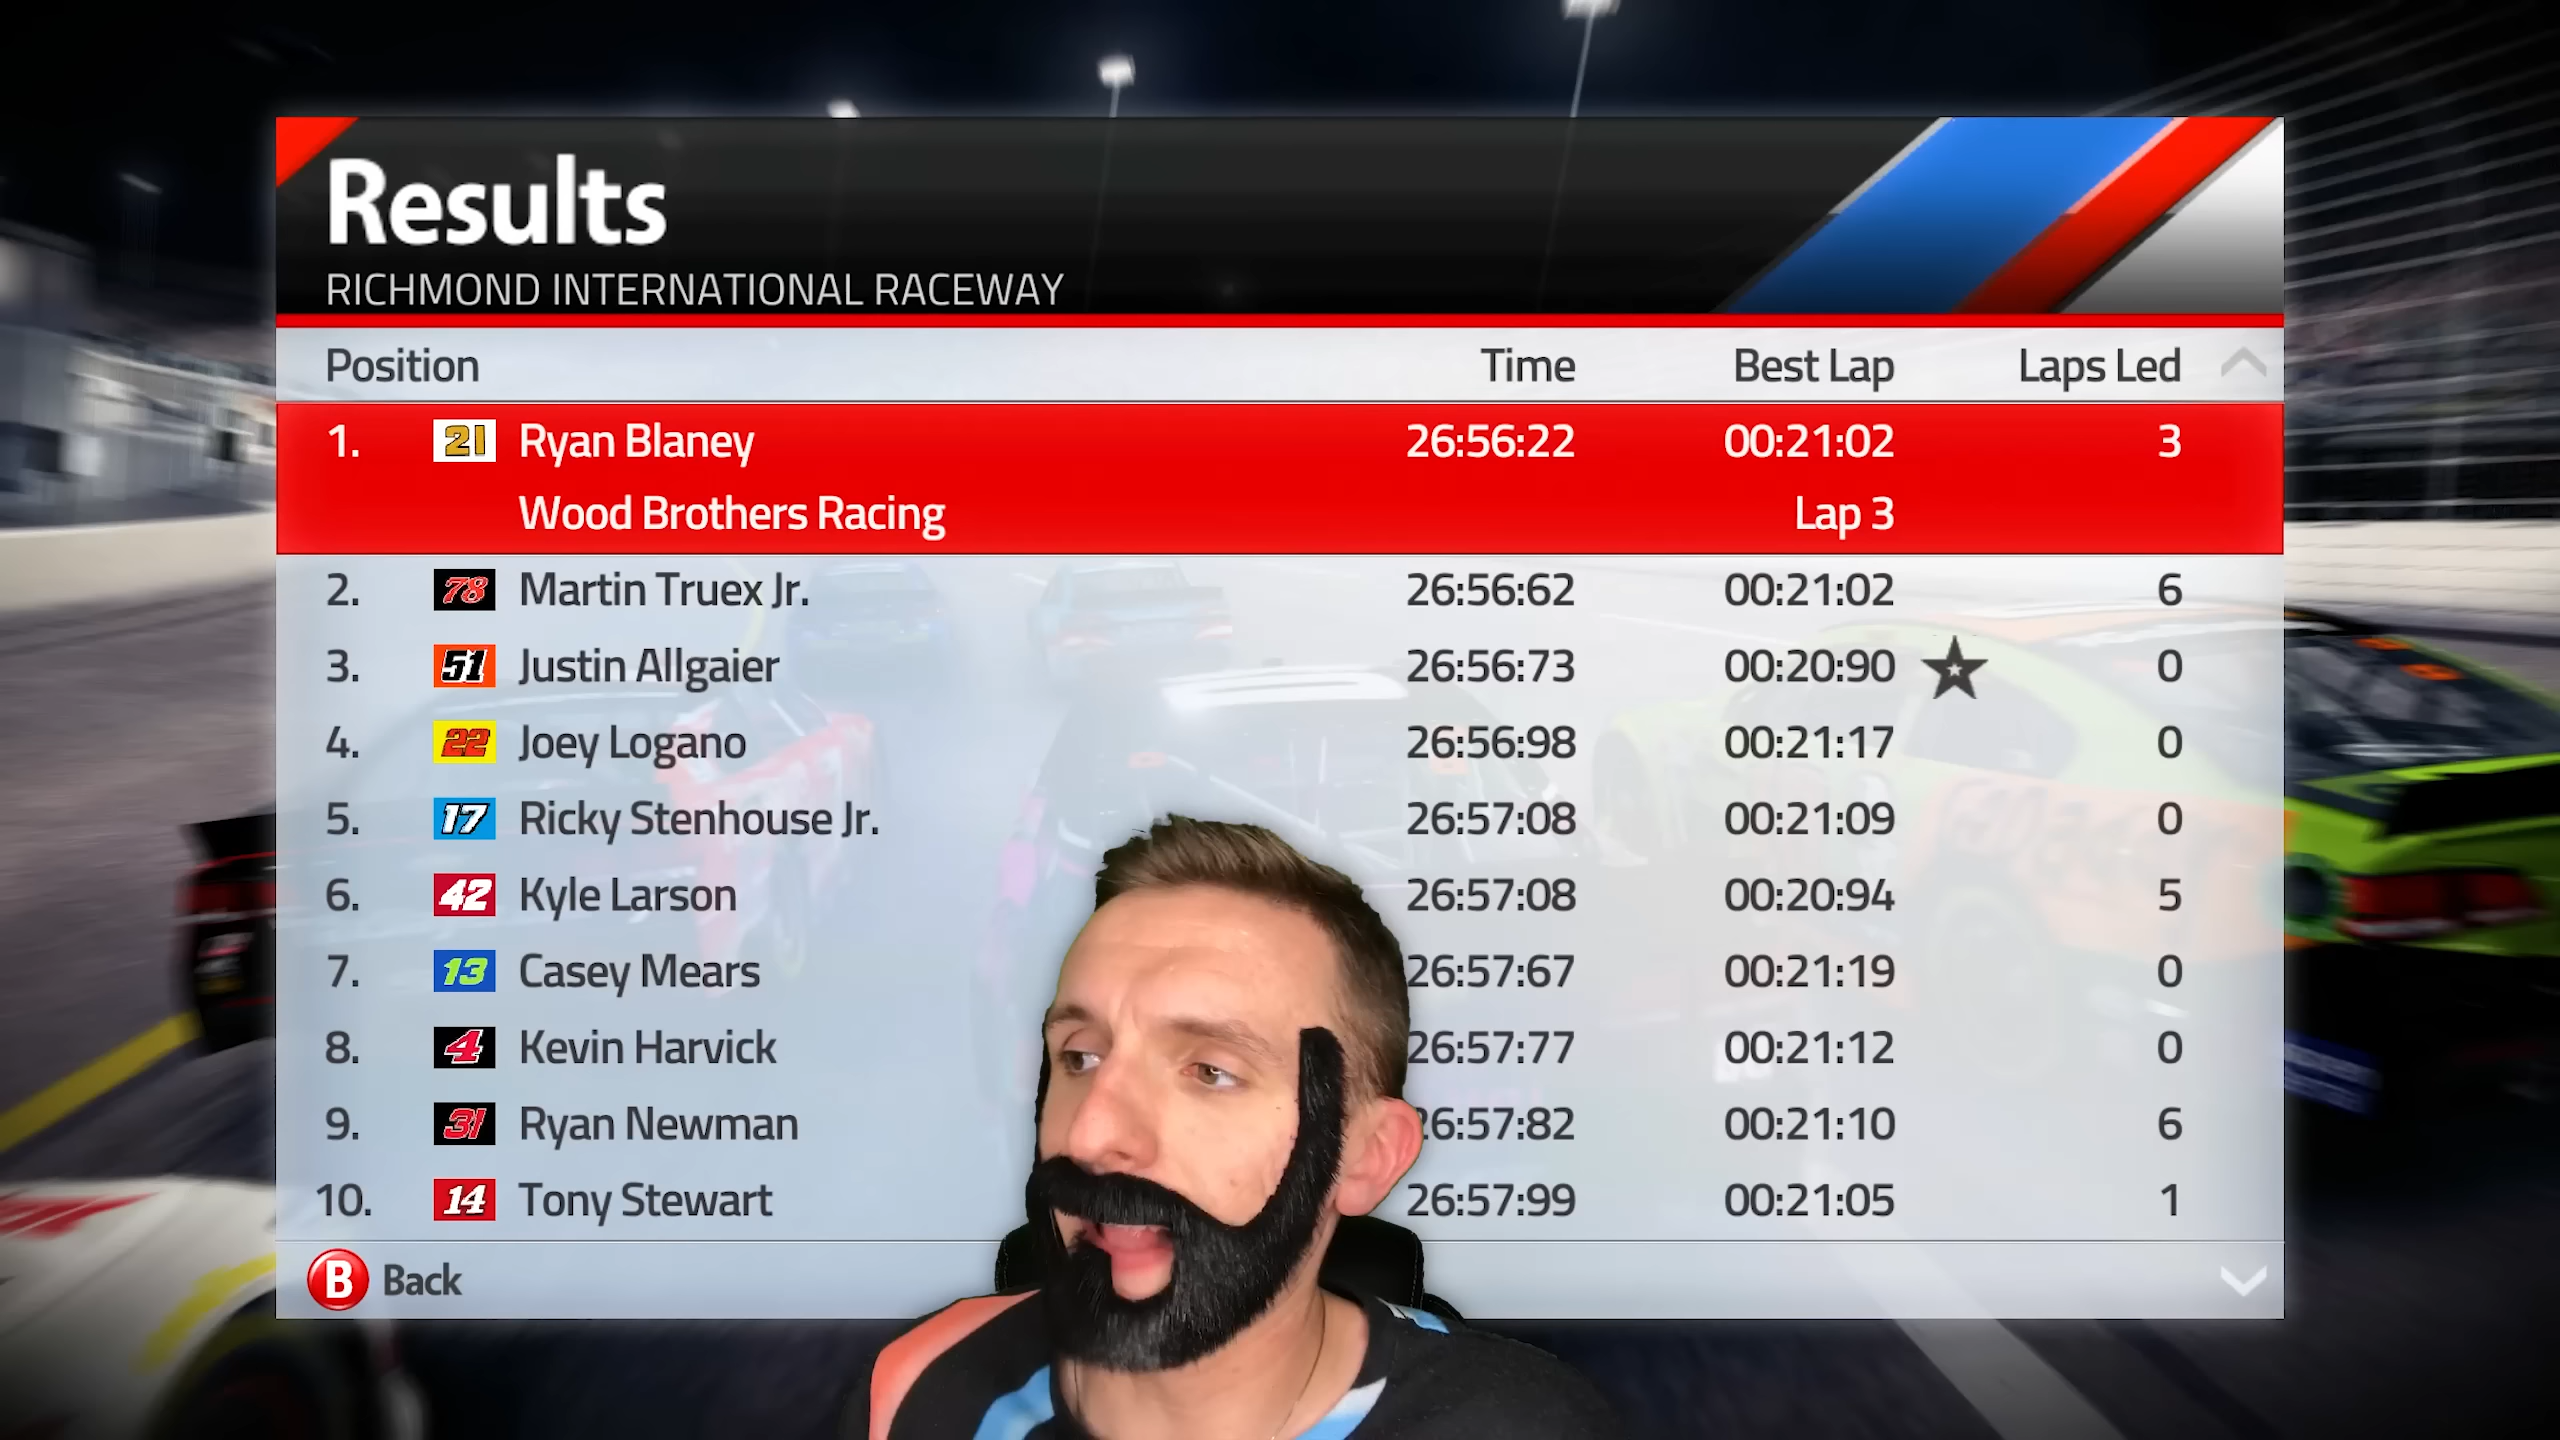 Results
RICHMOND INTERNATIONAL RACEWAY
Position Time Best Lap Laps Led
1. 21 Ryan Blaney 26:56:22 00:21:02 3
Wood Brothers Racing Lap 3
2. 78 Martin Truex Jr. 26:56:62 00:21:02 6
3. 51 Justin Allgaier 26:56:73 00:20:90 0
4. 22 Joey Logano 26:56:98 00:21:17 0
5. 17 Ricky Stenhouse Jr. 26:57:08 00:21:09 0
6. 42 Kyle Larson 26:57:08 00:20:94 5
7. 13 Casey Mears 26:57:67 00:21:19 0
8. 4 Kevin Harvick 26:57:77 00:21:12 0
9. 31 Ryan Newman 26:57:82 00:21:10 6
10. 14 Tony Stewart 26:57:99 00:21:05 1
B Back